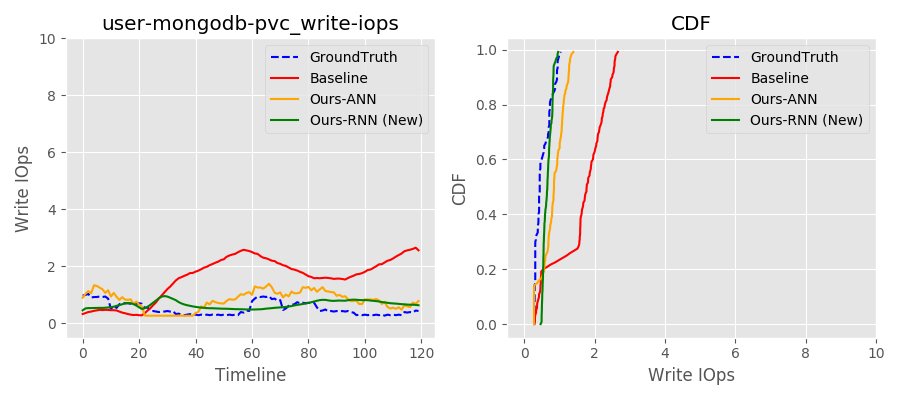 user-mongodb-pvc_write-iops
10
8
6
4
2
0
Write IOps
0
20
40
60
80
100
120
Timeline
GroundTruth
Baseline
Ours-ANN
Ours-RNN (New)
CDF
1.0
0.8
0.6
0.4
0.2
0.0
CDF
0
2
4
6
8
10
Write IOps
GroundTruth
Baseline
Ours-ANN
Ours-RNN (New)